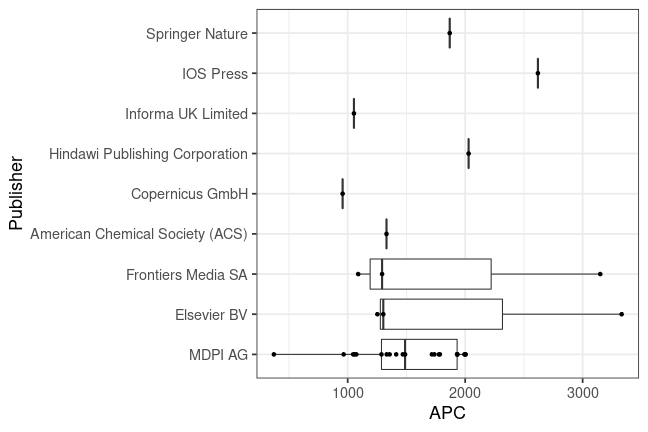 Springer Nature
IOS Press
Informa UK Limited
Hindawi Publishing Corporation
Copernicus GmbH
American Chemical Society (ACS)
Frontiers Media SA
Elsevier BV
MDPI AG
Publisher
1000 2000 3000
APC